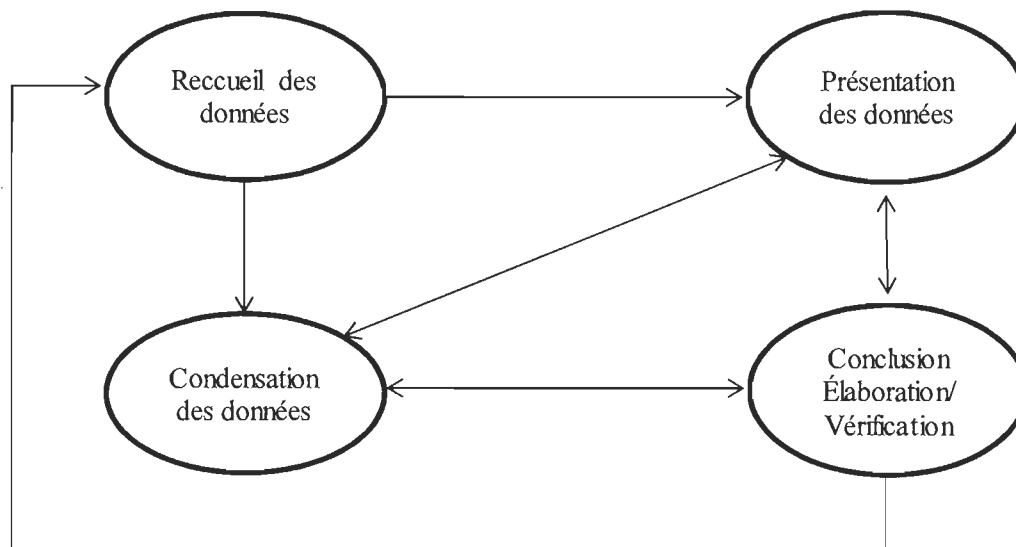 Reccueil des
données
Présentation
des données
Condensation
des données
Conclusion
Élaboration/
Vérification